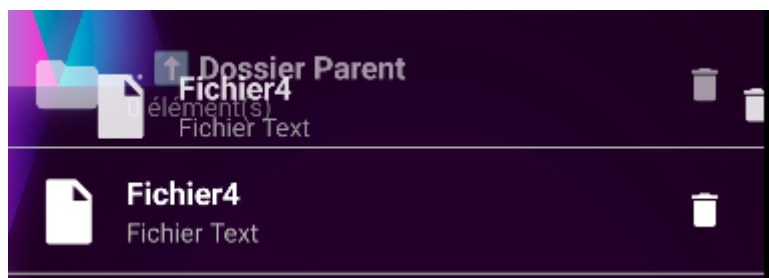 .. ⬆ Dossier Parent
Fichier4
0 élément(s)
Fichier Text
Fichier4
Fichier Text